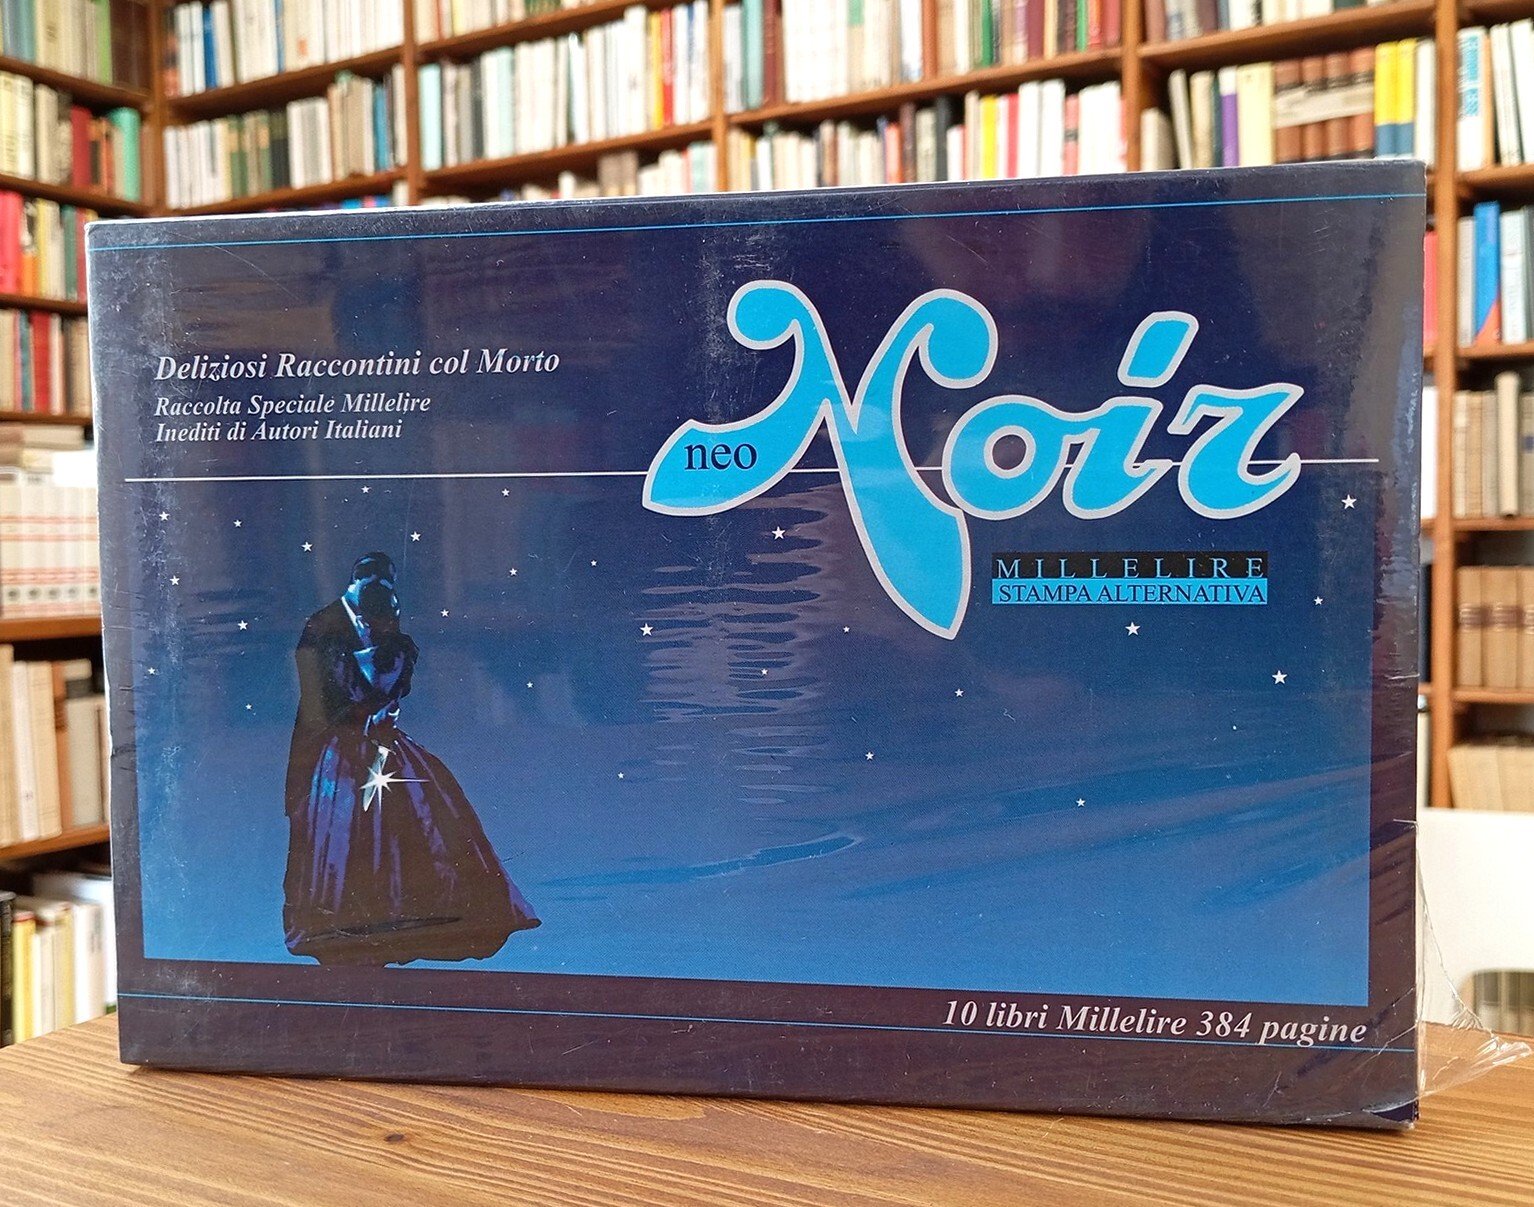 Deliziosi Raccontini col Morto
Raccolta Speciale Millelire
Inediti di Autori Italiani
neo
Noir
MILLELIRE
STAMPA ALTERNATIVA
10 libri Millelire 384 pagine